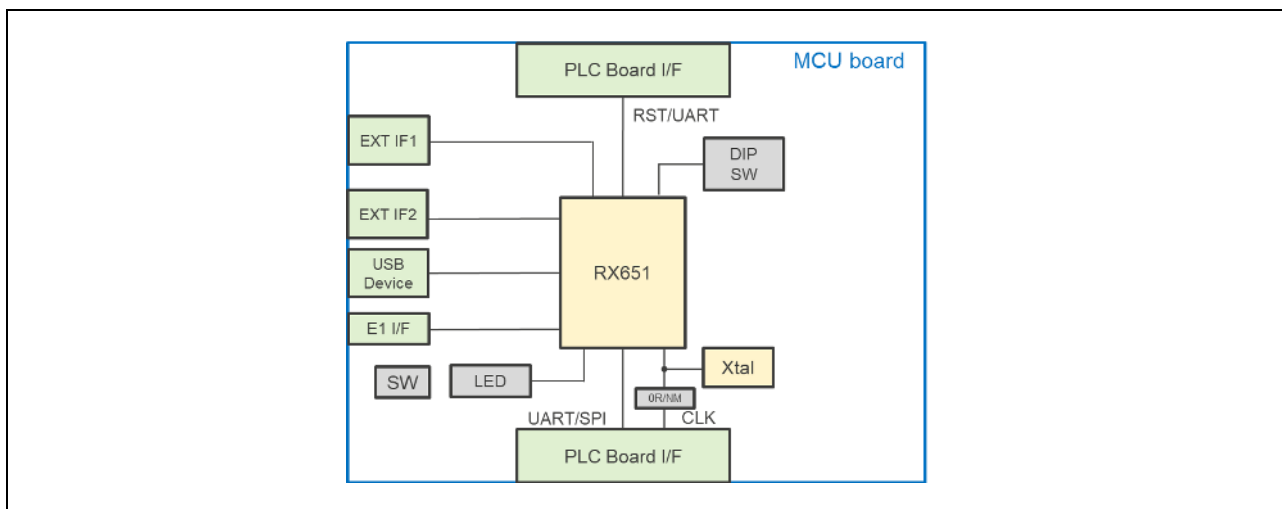 MCU board
PLC Board I/F
RST/UART
EXT IF1
DIP
SW
EXT IF2
USB
Device
RX651
E1 I/F
SW
LED
Xtal
0R/NM
UART/SPI
CLK
PLC Board I/F